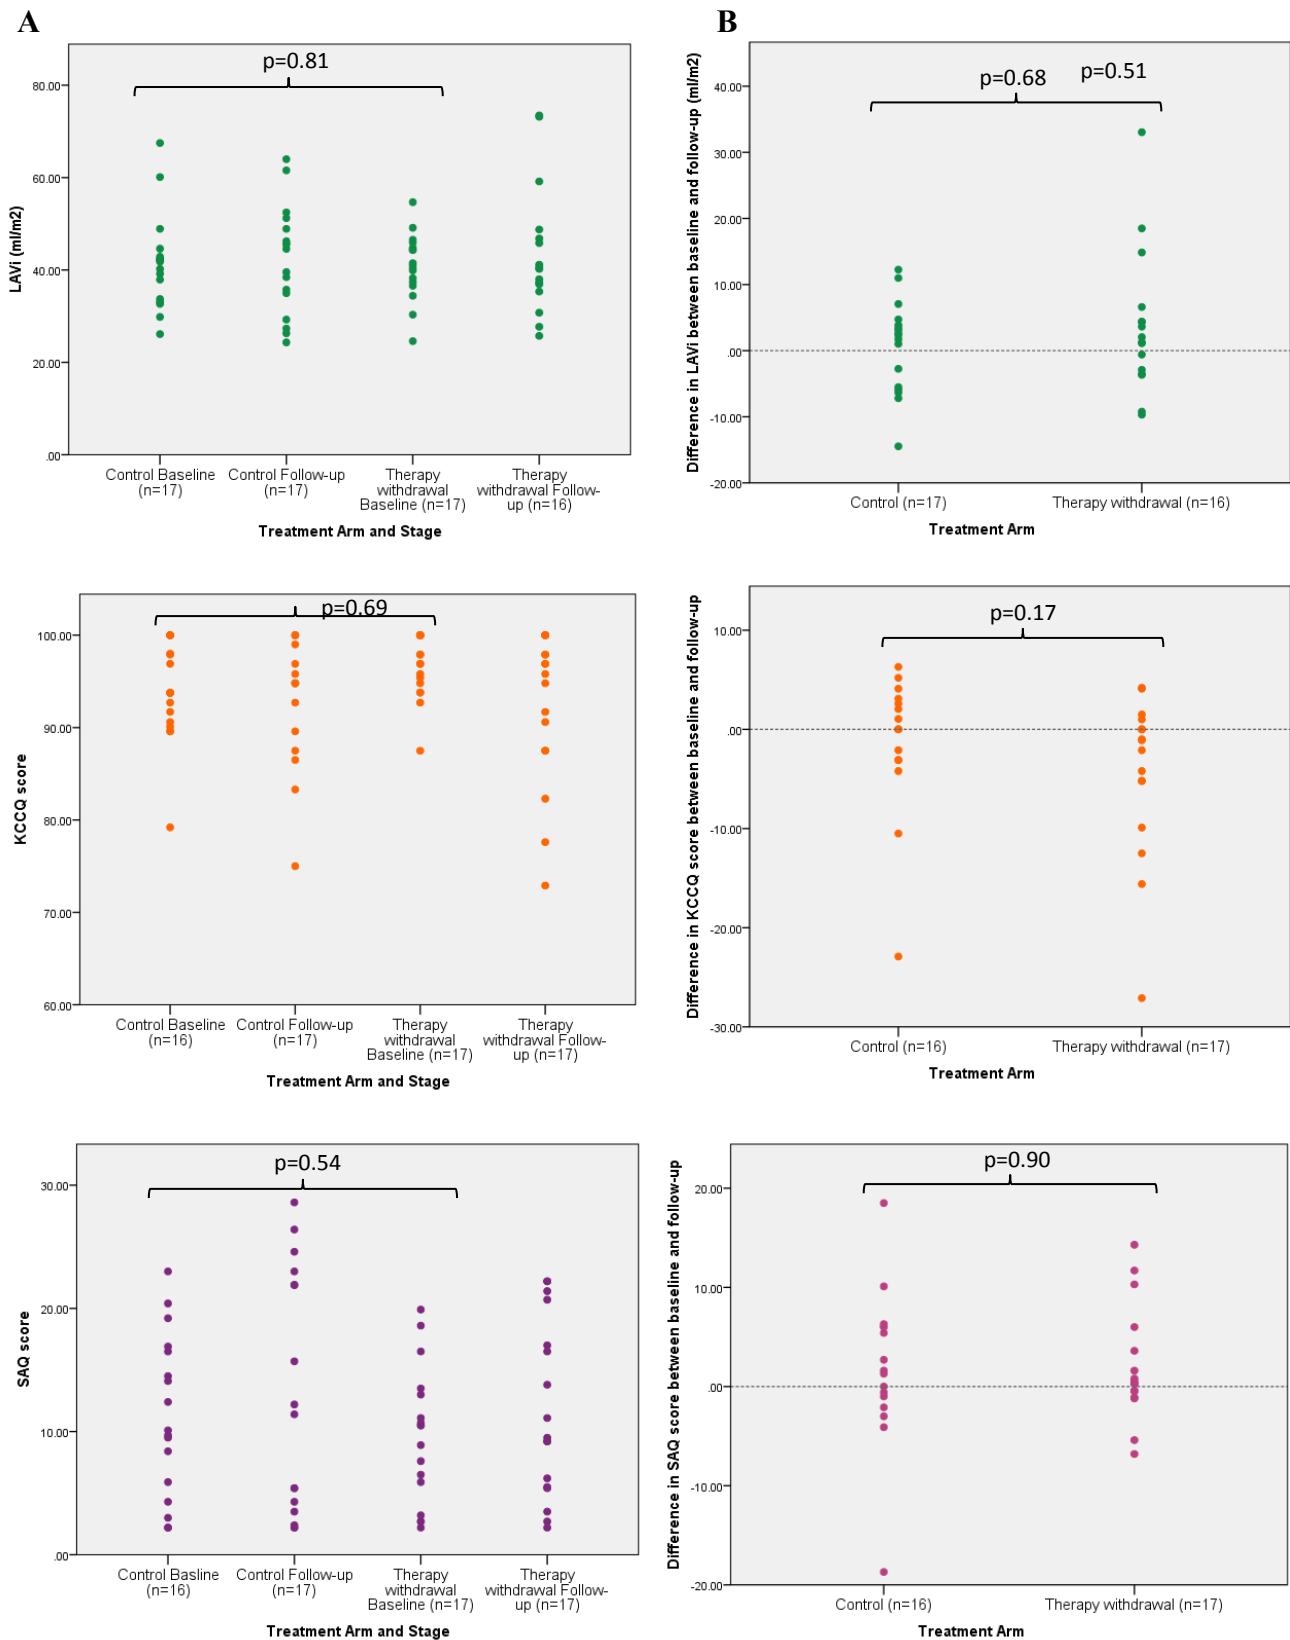 A
p=0.81
80.00
60.00
40.00
20.00
.00
LAVi (ml/m2)
Control Baseline
(n=17)
Control Follow-up
(n=17)
Therapy
withdrawal
Baseline (n=17)
Therapy
withdrawal Follow-
up (n=16)
Treatment Arm and Stage
B
p=0.68
p=0.51
40.00
30.00
20.00
10.00
.00
-10.00
-20.00
Difference in LAVi between baseline and follow-up (ml/m2)
Control (n=17)
Therapy withdrawal (n=16)
Treatment Arm
p=0.69
100.00
90.00
80.00
70.00
60.00
KCCQ score
Control Baseline
(n=16)
Control Follow-up
(n=17)
Therapy
withdrawal
Baseline (n=17)
Therapy
withdrawal Follow-
up (n=17)
Treatment Arm and Stage
p=0.17
10.00
.00
-10.00
-20.00
-30.00
Difference in KCCQ score between baseline and follow-up
Control (n=16)
Therapy withdrawal (n=17)
Treatment Arm
p=0.54
30.00
20.00
10.00
.00
SAQ score
Control Basline
(n=16)
Control Follow-up
(n=17)
Therapy
withdrawal
Baseline (n=17)
Therapy
withdrawal Follow-
up (n=17)
Treatment Arm and Stage
p=0.90
20.00
10.00
.00
-10.00
-20.00
Difference in SAQ score between baseline and follow-up
Control (n=16)
Therapy withdrawal (n=17)
Treatment Arm